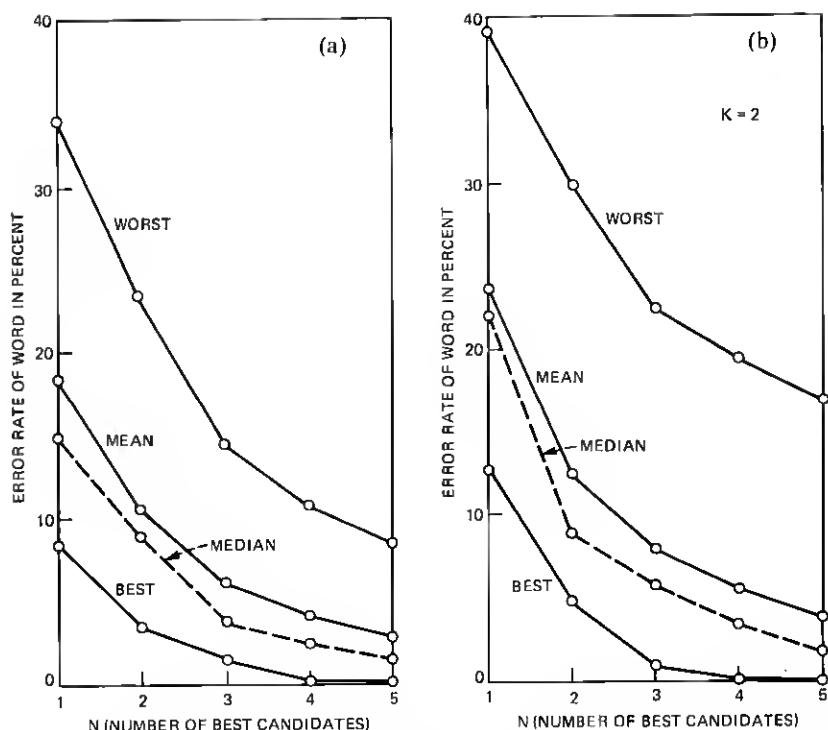 (a)
40
30
20
10
0
ERROR RATE OF WORD IN PERCENT
WORST
MEAN
MEDIAN
BEST
1 2 3 4 5
N (NUMBER OF BEST CANDIDATES)
(b)
K = 2
40
30
20
10
0
ERROR RATE OF WORD IN PERCENT
WORST
MEAN
MEDIAN
BEST
1 2 3 4 5
N (NUMBER OF BEST CANDIDATES)